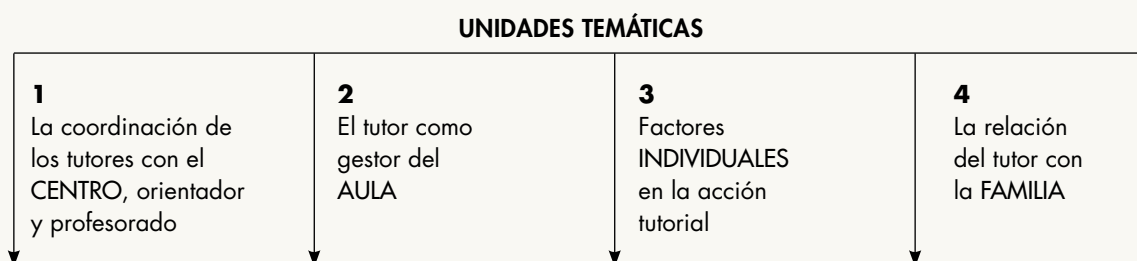 UNIDADES TEMÁTICAS
1
La coordinación de
los tutores con el
CENTRO, orientador
y profesorado
2
El tutor como
gestor del
AULA
3
Factores
INDIVIDUALES
en la acción
tutorial
4
La relación
del tutor con
la FAMILIA